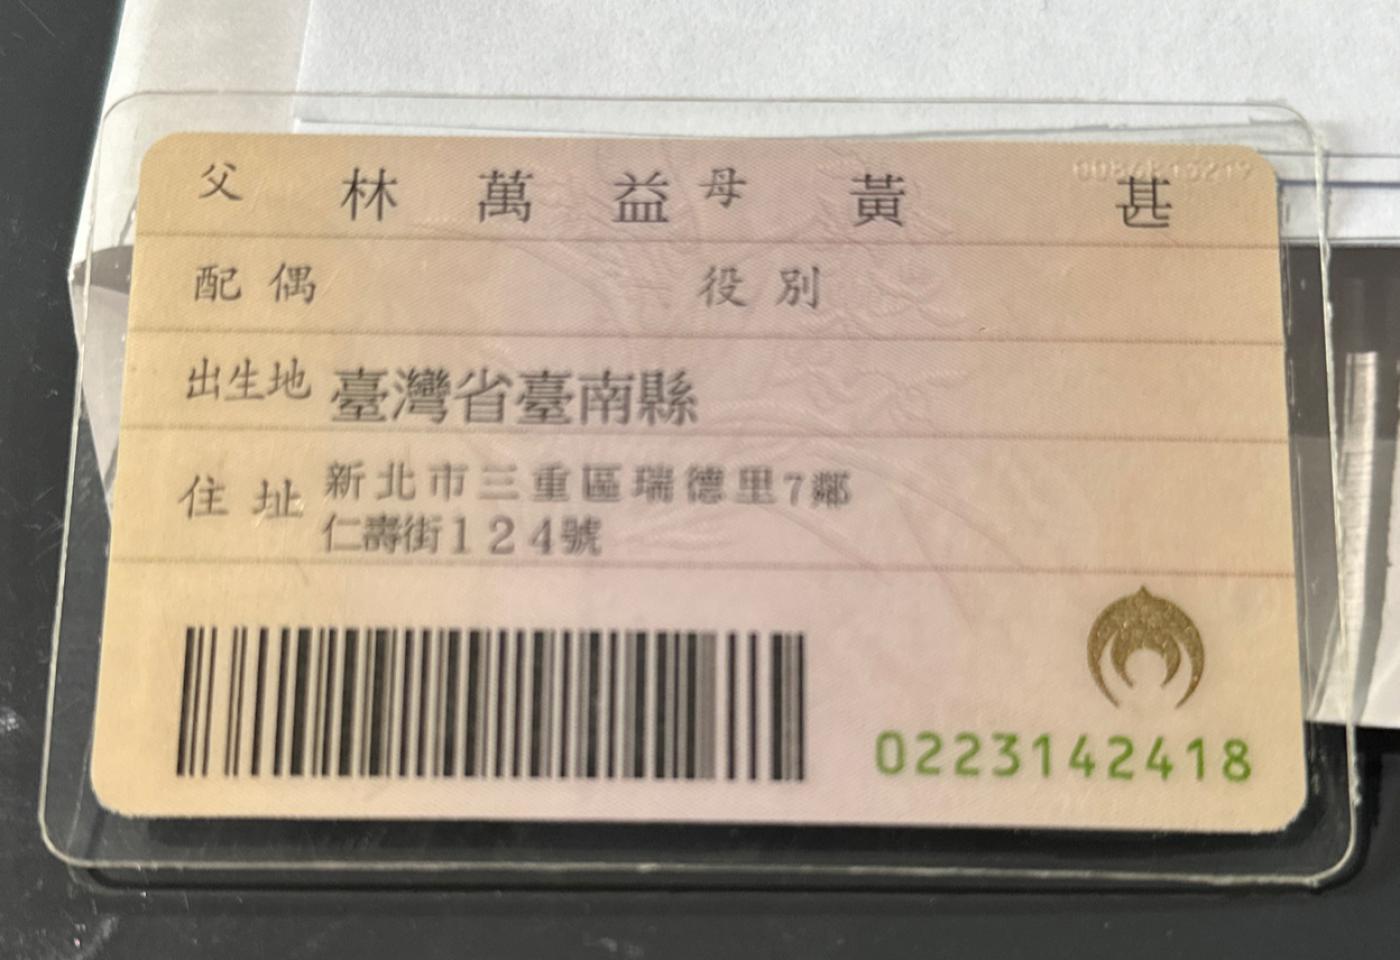 父 林萬益 母 黃甚
配偶 役別
出生地 臺灣省臺南縣
住址 新北市三重區瑞德里7鄰
仁壽街124號
0223142418